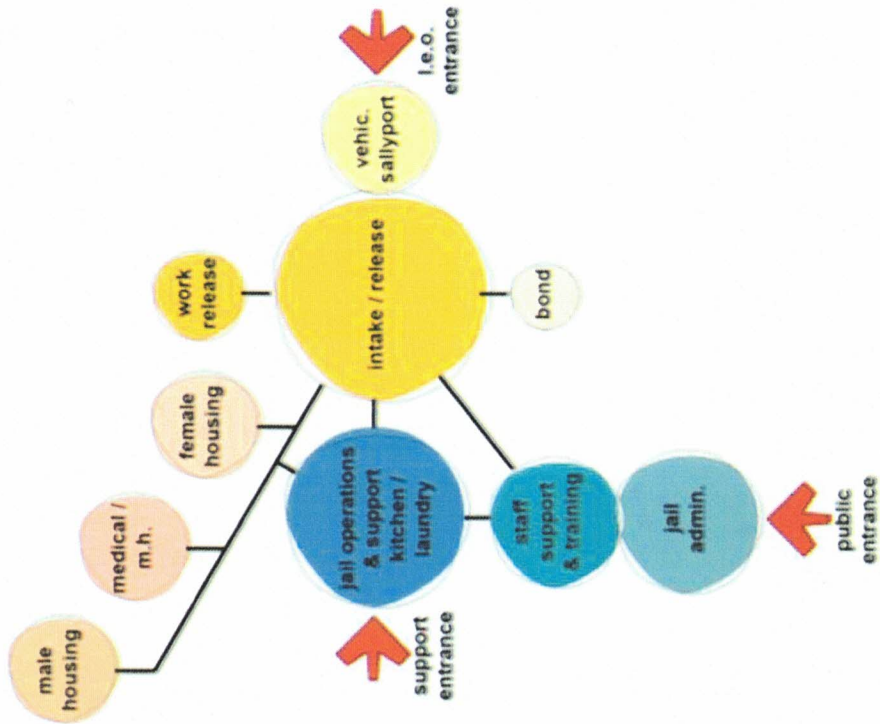 male
housing
medical /
m.h.
female
housing
work
release
jail operations
& support
kitchen /
laundry
intake / release
vehic.
sallyport
l.e.o.
entrance
support
entrance
staff
support
& training
bond
jail
admin.
public
entrance